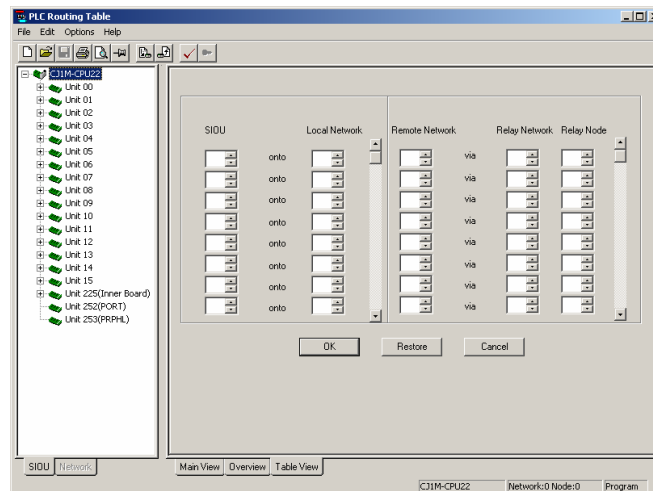 PLC Routing Table
File Edit Options Help
CJ1M-CPU22
Unit 00
Unit 01
Unit 02
Unit 03
Unit 04
Unit 05
Unit 06
Unit 07
Unit 08
Unit 09
Unit 10
Unit 11
Unit 12
Unit 13
Unit 14
Unit 15
Unit 225(Inner Board)
Unit 252(PORT)
Unit 253(PRPHL)
SIOU Network
SIOU Local Network Remote Network Relay Network Relay Node
onto via
onto via
onto via
onto via
onto via
onto via
onto via
onto via
OK Restore Cancel
Main View Overview Table View
CJ1M-CPU22 Network:0 Node:0 Program